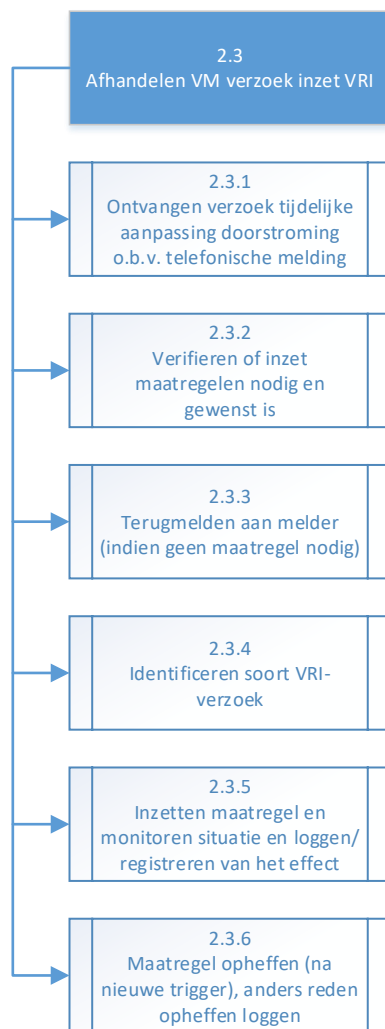 2.3
Afhandelen VM verzoek inzet VRI
2.3.1
Ontvangen verzoek tijdelijke
aanpassing doorstroming
o.b.v. telefonische melding
2.3.2
Verifieren of inzet
maatregelen nodig en
gewenst is
2.3.3
Terugmelden aan melder
(indien geen maatregel nodig)
2.3.4
Identificeren soort VRI-
verzoek
2.3.5
Inzetten maatregel en
monitoren situatie en loggen/
registreren van het effect
2.3.6
Maatregel opheffen (na
nieuwe trigger), anders reden
opheffen loggen